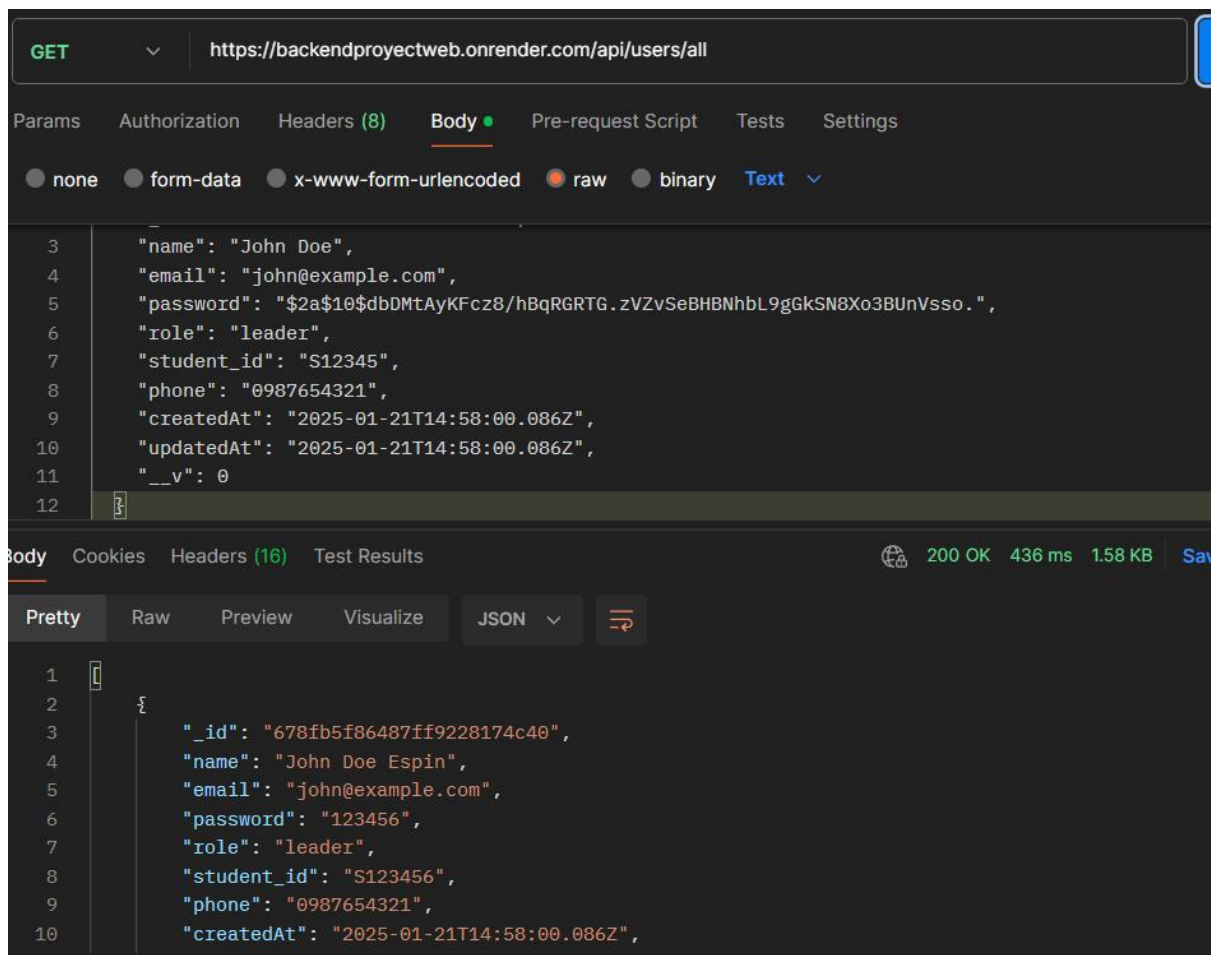 GET https://backendproyectweb.onrender.com/api/users/all
Params Authorization Headers (8) Body Pre-request Script Tests Settings
none form-data x-www-form-urlencoded raw binary Text
3 "name": "John Doe",
4 "email": "john@example.com",
5 "password": "$2a$10$dbDMtAyKFcz8/hBqRGRTG.zVZvSeBHBNhbL9gGkSN8Xo3BUnVsso.",
6 "role": "leader",
7 "student_id": "S12345",
8 "phone": "0987654321",
9 "createdAt": "2025-01-21T14:58:00.086Z",
10 "updatedAt": "2025-01-21T14:58:00.086Z",
11 "__v": 0
12 }
Body Cookies Headers (16) Test Results 200 OK 436 ms 1.58 KB Sav
Pretty Raw Preview Visualize JSON
1 [
2 {
3 "_id": "678fb5f86487ff9228174c40",
4 "name": "John Doe Espin",
5 "email": "john@example.com",
6 "password": "123456",
7 "role": "leader",
8 "student_id": "S123456",
9 "phone": "0987654321",
10 "createdAt": "2025-01-21T14:58:00.086Z",